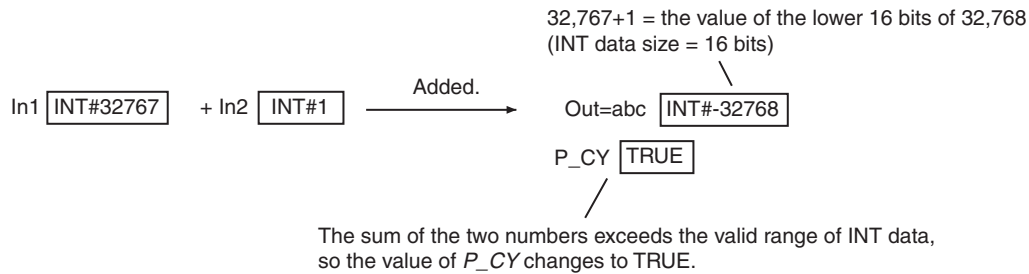 32,767+1 = the value of the lower 16 bits of 32,768
(INT data size = 16 bits)
In1 INT#32767 + In2 INT#1 Added. Out=abc INT#-32768
P_CY TRUE
The sum of the two numbers exceeds the valid range of INT data,
so the value of P_CY changes to TRUE.